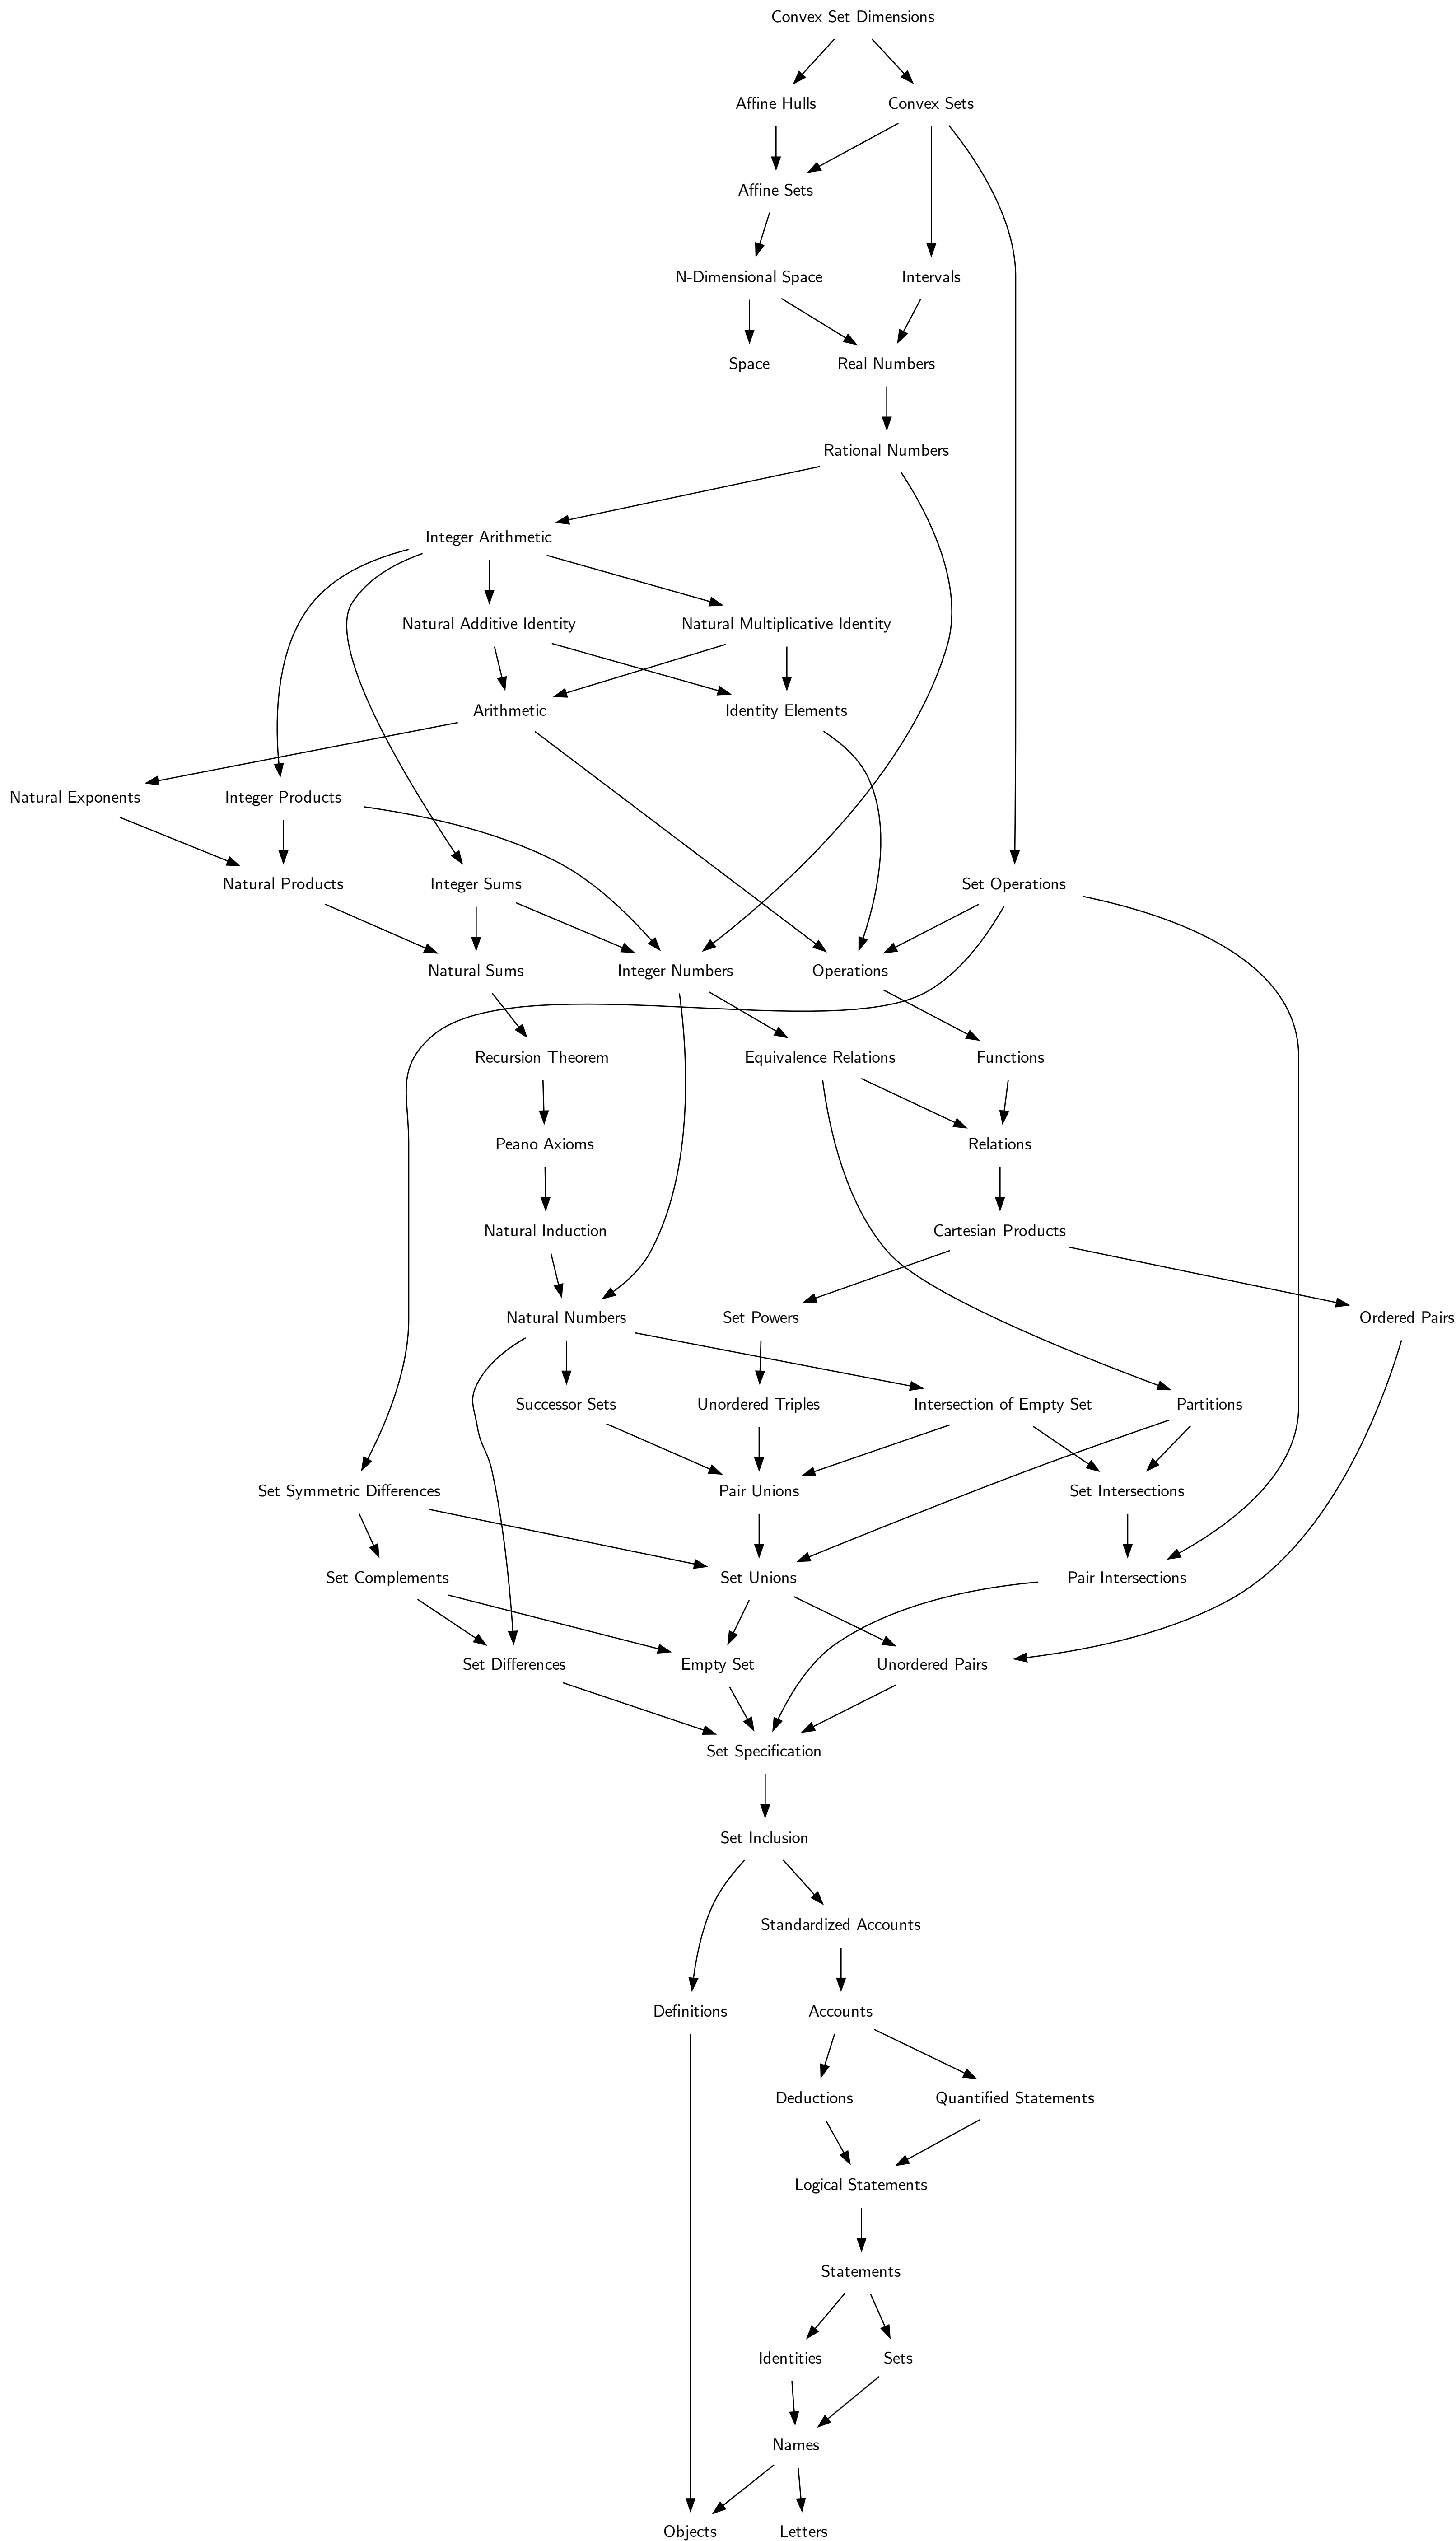 Convex Set Dimensions
Affine Hulls
Convex Sets
Affine Sets
N-Dimensional Space
Intervals
Space
Real Numbers
Rational Numbers
Integer Arithmetic
Natural Additive Identity
Natural Multiplicative Identity
Arithmetic
Identity Elements
Natural Exponents
Integer Products
Natural Products
Integer Sums
Set Operations
Natural Sums
Integer Numbers
Operations
Recursion Theorem
Equivalence Relations
Functions
Peano Axioms
Relations
Natural Induction
Cartesian Products
Natural Numbers
Set Powers
Ordered Pairs
Successor Sets
Unordered Triples
Intersection of Empty Set
Partitions
Set Symmetric Differences
Pair Unions
Set Intersections
Set Complements
Set Unions
Pair Intersections
Set Differences
Empty Set
Unordered Pairs
Set Specification
Set Inclusion
Standardized Accounts
Definitions
Accounts
Deductions
Quantified Statements
Logical Statements
Statements
Identities
Sets
Names
Objects
Letters